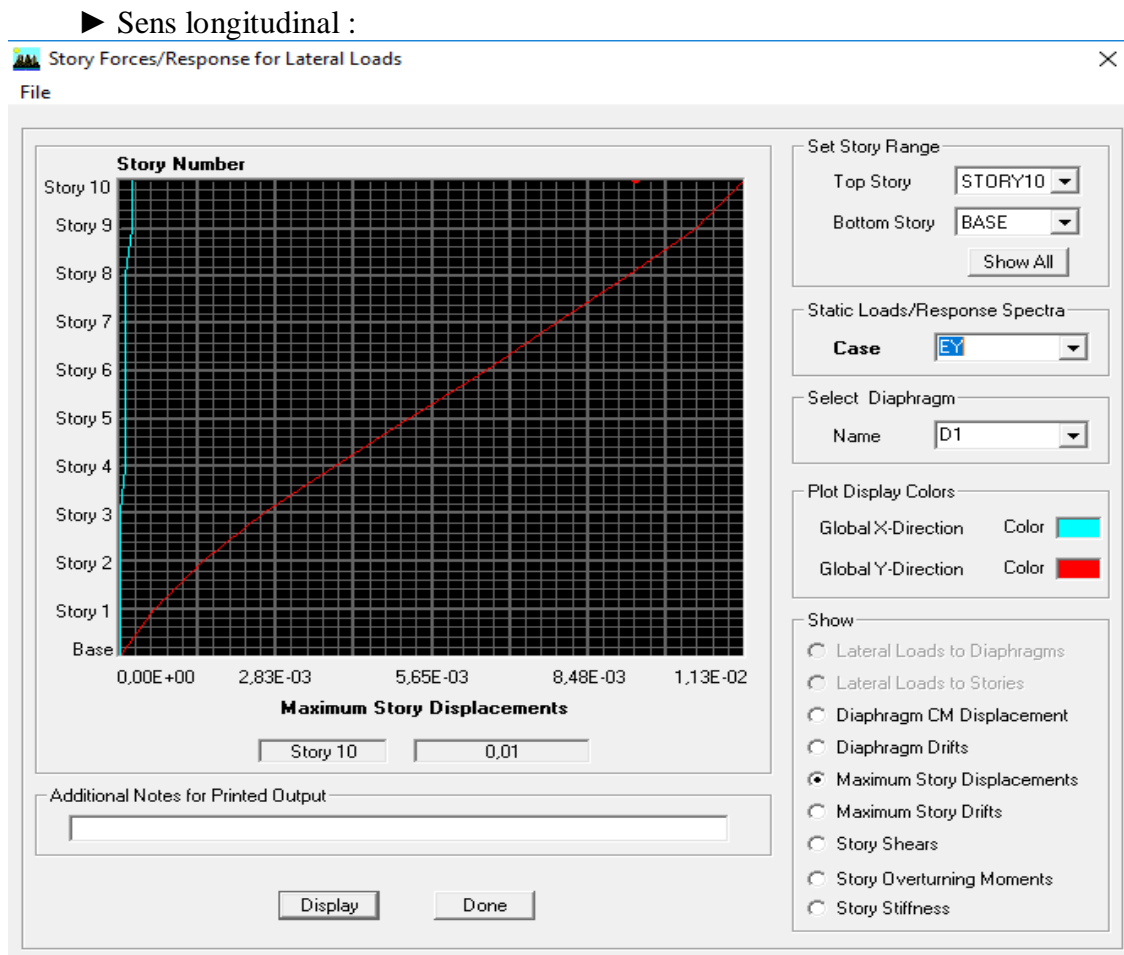 ► Sens longitudinal :
Story Forces/Response for Lateral Loads
File
Story Number
Story 10
Story 9
Story 8
Story 7
Story 6
Story 5
Story 4
Story 3
Story 2
Story 1
Base
0,00E+00 2,83E-03 5,65E-03 8,48E-03 1,13E-02
Maximum Story Displacements
Story 10 0,01
Additional Notes for Printed Output
Display Done
Set Story Range
Top Story STORY10
Bottom Story BASE
Show All
Static Loads/Response Spectra
Case EY
Select Diaphragm
Name D1
Plot Display Colors
Global X-Direction Color
Global Y-Direction Color
Show
Lateral Loads to Diaphragms
Lateral Loads to Stories
Diaphragm CM Displacement
Diaphragm Drifts
Maximum Story Displacements
Maximum Story Drifts
Story Shears
Story Overturning Moments
Story Stiffness